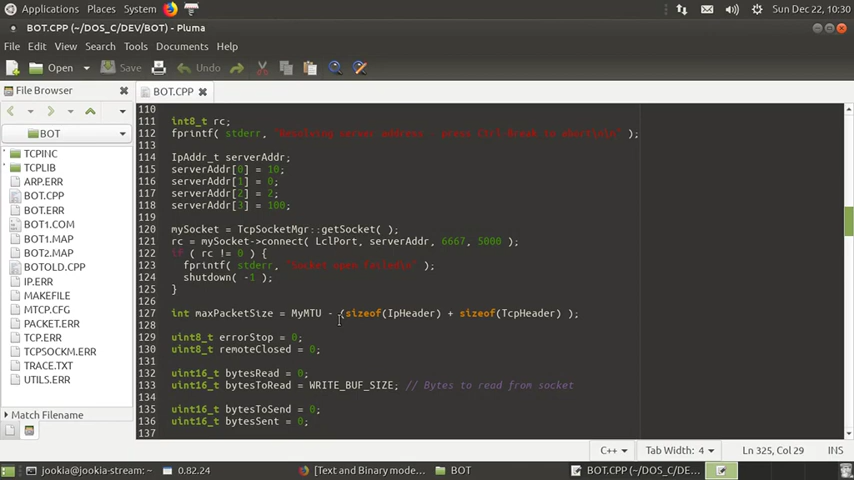 Applications Places System Sun Dec 22, 10:30
BOT.CPP (~/DOS_C/DEV/BOT) - Pluma
File Edit View Search Tools Documents Help
Open Save Undo
File Browser
BOT.CPP
BOT
TCPINC
TCPLIB
ARP.ERR
BOT.CPP
BOT.ERR
BOT1.COM
BOT1.MAP
BOT2.MAP
BOTOLD.CPP
IP.ERR
MAKEFILE
MTCP.CFG
PACKET.ERR
TCP.ERR
TCPSOCKM.ERR
TRACE.TXT
UTILS.ERR
Match Filename
110
111 int8_t rc;
112 fprintf( stderr, "Resolving server address - press Ctrl-Break to abort\n\n" );
113
114 IpAddr_t serverAddr;
115 serverAddr[0] = 10;
116 serverAddr[1] = 0;
117 serverAddr[2] = 2;
118 serverAddr[3] = 100;
119
120 mySocket = TcpSocketMgr::getSocket( );
121 rc = mySocket->connect( LclPort, serverAddr, 6667, 5000 );
122 if ( rc != 0 ) {
123 fprintf( stderr, "Socket open failed\n" );
124 shutdown( -1 );
125 }
126
127 int maxPacketSize = MyMTU - (sizeof(IpHeader) + sizeof(TcpHeader) );
128
129 uint8_t errorStop = 0;
130 uint8_t remoteClosed = 0;
131
132 uint16_t bytesRead = 0;
133 uint16_t bytesToRead = WRITE_BUF_SIZE; // Bytes to read from socket
134
135 uint16_t bytesToSend = 0;
136 uint16_t bytesSent = 0;
137
C++ Tab Width: 4 Ln 325, Col 29 INS
jookia@jookia-stream: ~ 0.82.24 [Text and Binary mode... BOT BOT.CPP (~/DOS_C/DE...